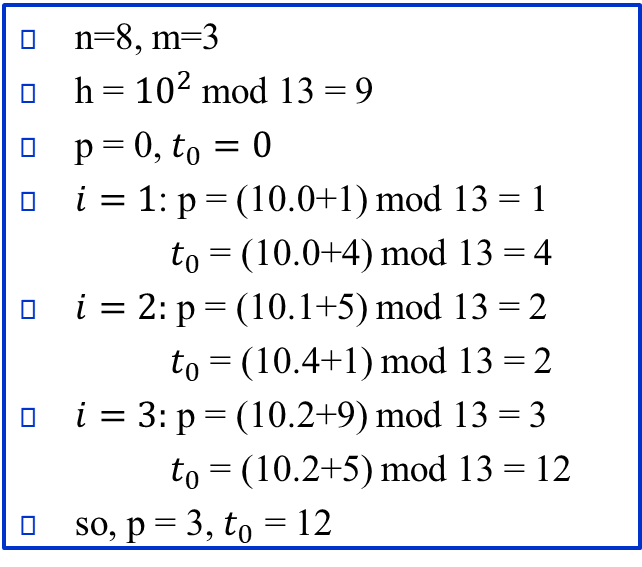 n=8, m=3
h = 10² mod 13 = 9
p = 0, t₀ = 0
i = 1: p = (10.0+1) mod 13 = 1
t₀ = (10.0+4) mod 13 = 4
i = 2: p = (10.1+5) mod 13 = 2
t₀ = (10.4+1) mod 13 = 2
i = 3: p = (10.2+9) mod 13 = 3
t₀ = (10.2+5) mod 13 = 12
so, p = 3, t₀ = 12